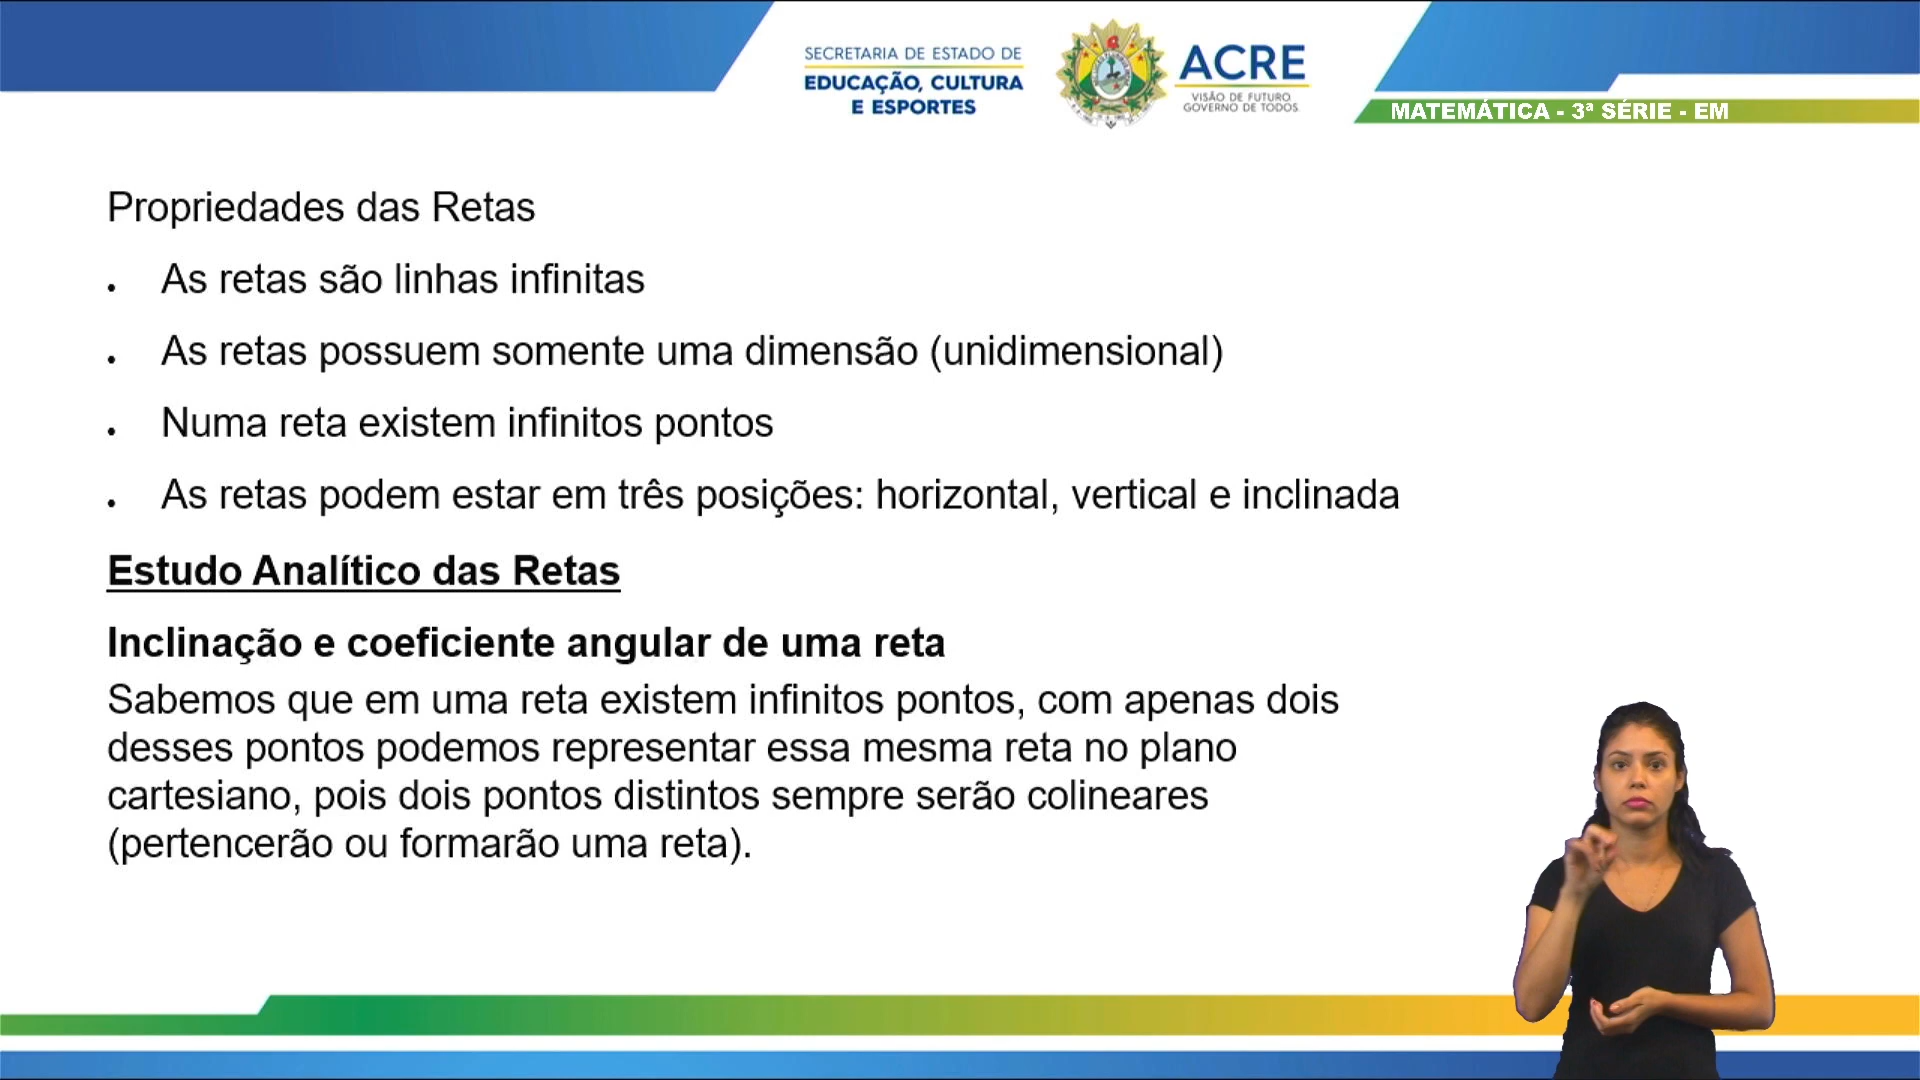 SECRETARIA DE ESTADO DE
EDUCAÇÃO, CULTURA
E ESPORTES
ACRE
VISÃO DE FUTURO.
GOVERNO DE TODOS.
MATEMÁTICA - 3ª SÉRIE - EM
Propriedades das Retas
• As retas são linhas infinitas
• As retas possuem somente uma dimensão (unidimensional)
• Numa reta existem infinitos pontos
• As retas podem estar em três posições: horizontal, vertical e inclinada
Estudo Analítico das Retas
Inclinação e coeficiente angular de uma reta
Sabemos que em uma reta existem infinitos pontos, com apenas dois
desses pontos podemos representar essa mesma reta no plano
cartesiano, pois dois pontos distintos sempre serão colineares
(pertencerão ou formarão uma reta).